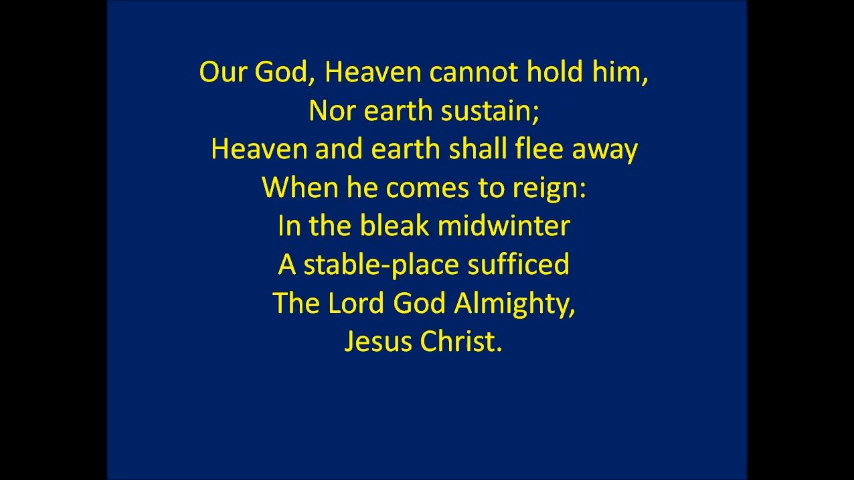 Our God, Heaven cannot hold him,
Nor earth sustain;
Heaven and earth shall flee away
When he comes to reign:
In the bleak midwinter
A stable-place sufficed
The Lord God Almighty,
Jesus Christ.